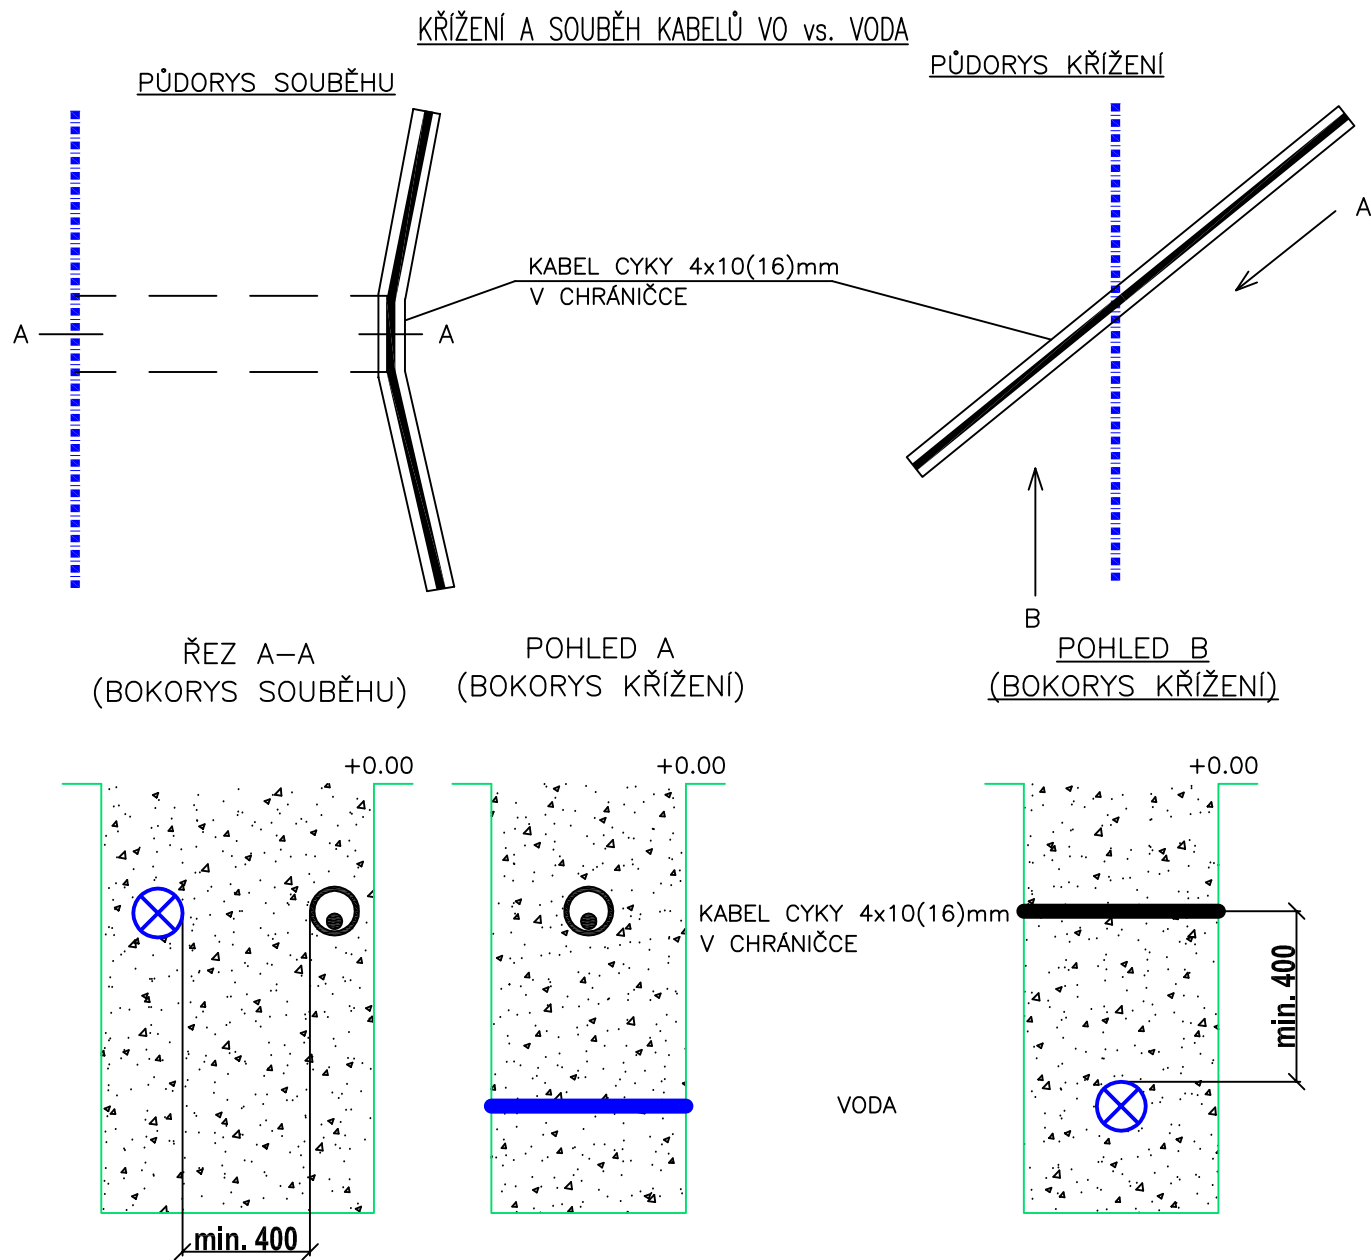 KŘÍŽENÍ A SOUBĚH KABELŮ VO vs. VODA
PŮDORYS SOUBĚHU
PŮDORYS KŘÍŽENÍ
A
KABEL CYKY 4x10(16)mm
V CHRÁNIČCE
A
A
B
ŘEZ A-A
(BOKORYS SOUBĚHU)
POHLED A
(BOKORYS KŘÍŽENÍ)
POHLED B
(BOKORYS KŘÍŽENÍ)
+0.00
+0.00
+0.00
KABEL CYKY 4x10(16)mm
V CHRÁNIČCE
min. 400
VODA
min. 400